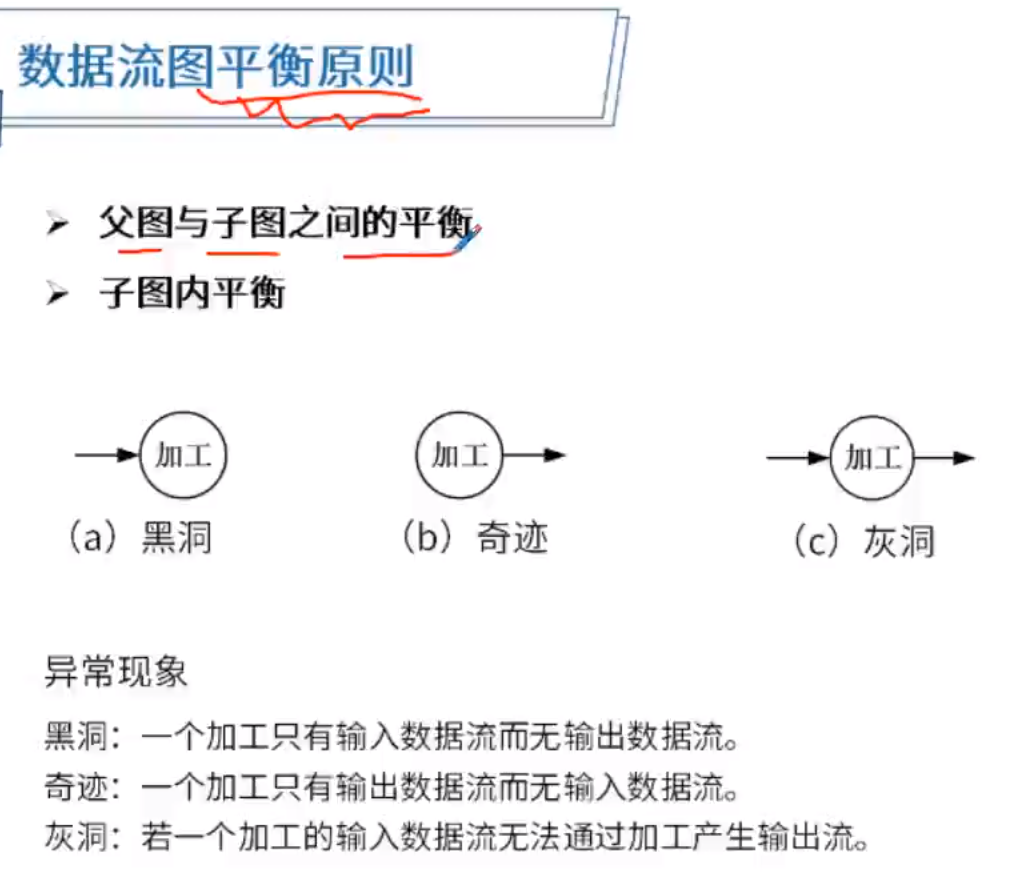 数据流图平衡原则
父图与子图之间的平衡
子图内平衡
加工 加工 加工
（a）黑洞 （b）奇迹 （c）灰洞
异常现象
黑洞：一个加工只有输入数据流而无输出数据流。
奇迹：一个加工只有输出数据流而无输入数据流。
灰洞：若一个加工的输入数据流无法通过加工产生输出流。